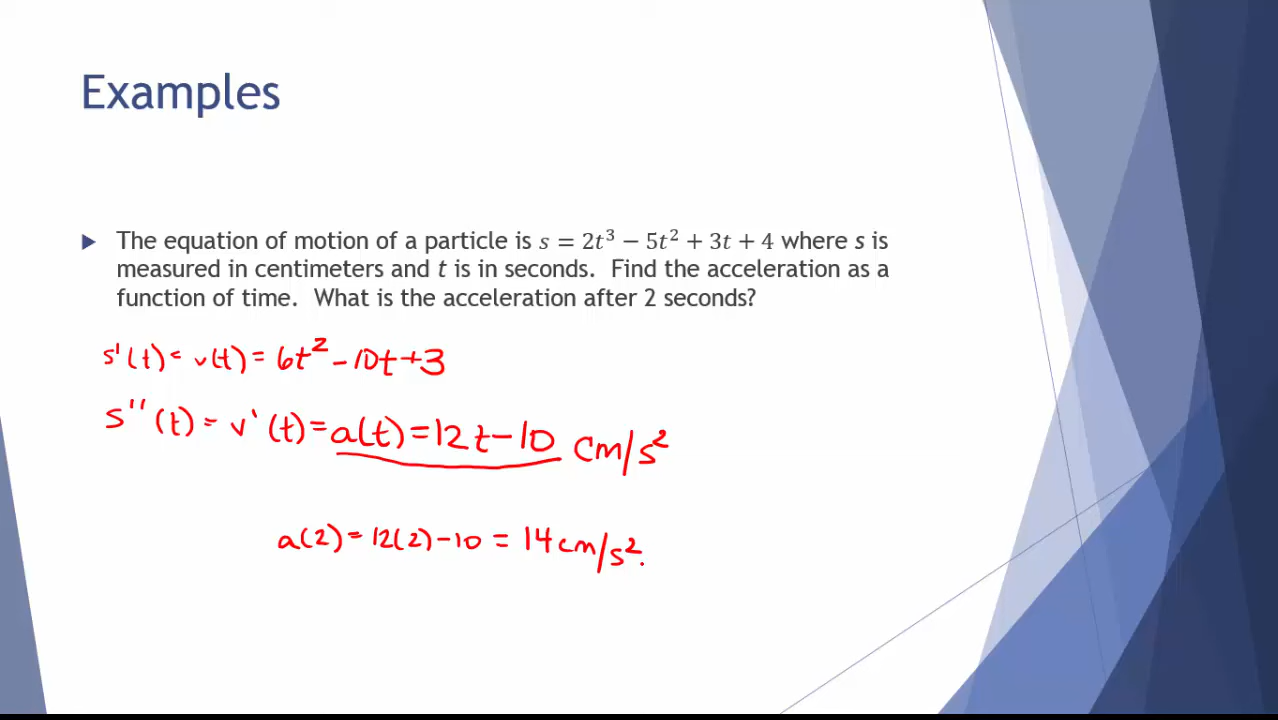 Examples
The equation of motion of a particle is s = 2t³ − 5t² + 3t + 4 where s is
measured in centimeters and t is in seconds. Find the acceleration as a
function of time. What is the acceleration after 2 seconds?
s'(t) = v(t) = 6t² - 10t + 3
s''(t) = v'(t) = a(t) = 12t - 10 cm/s²
a(2) = 12(2) - 10 = 14 cm/s².